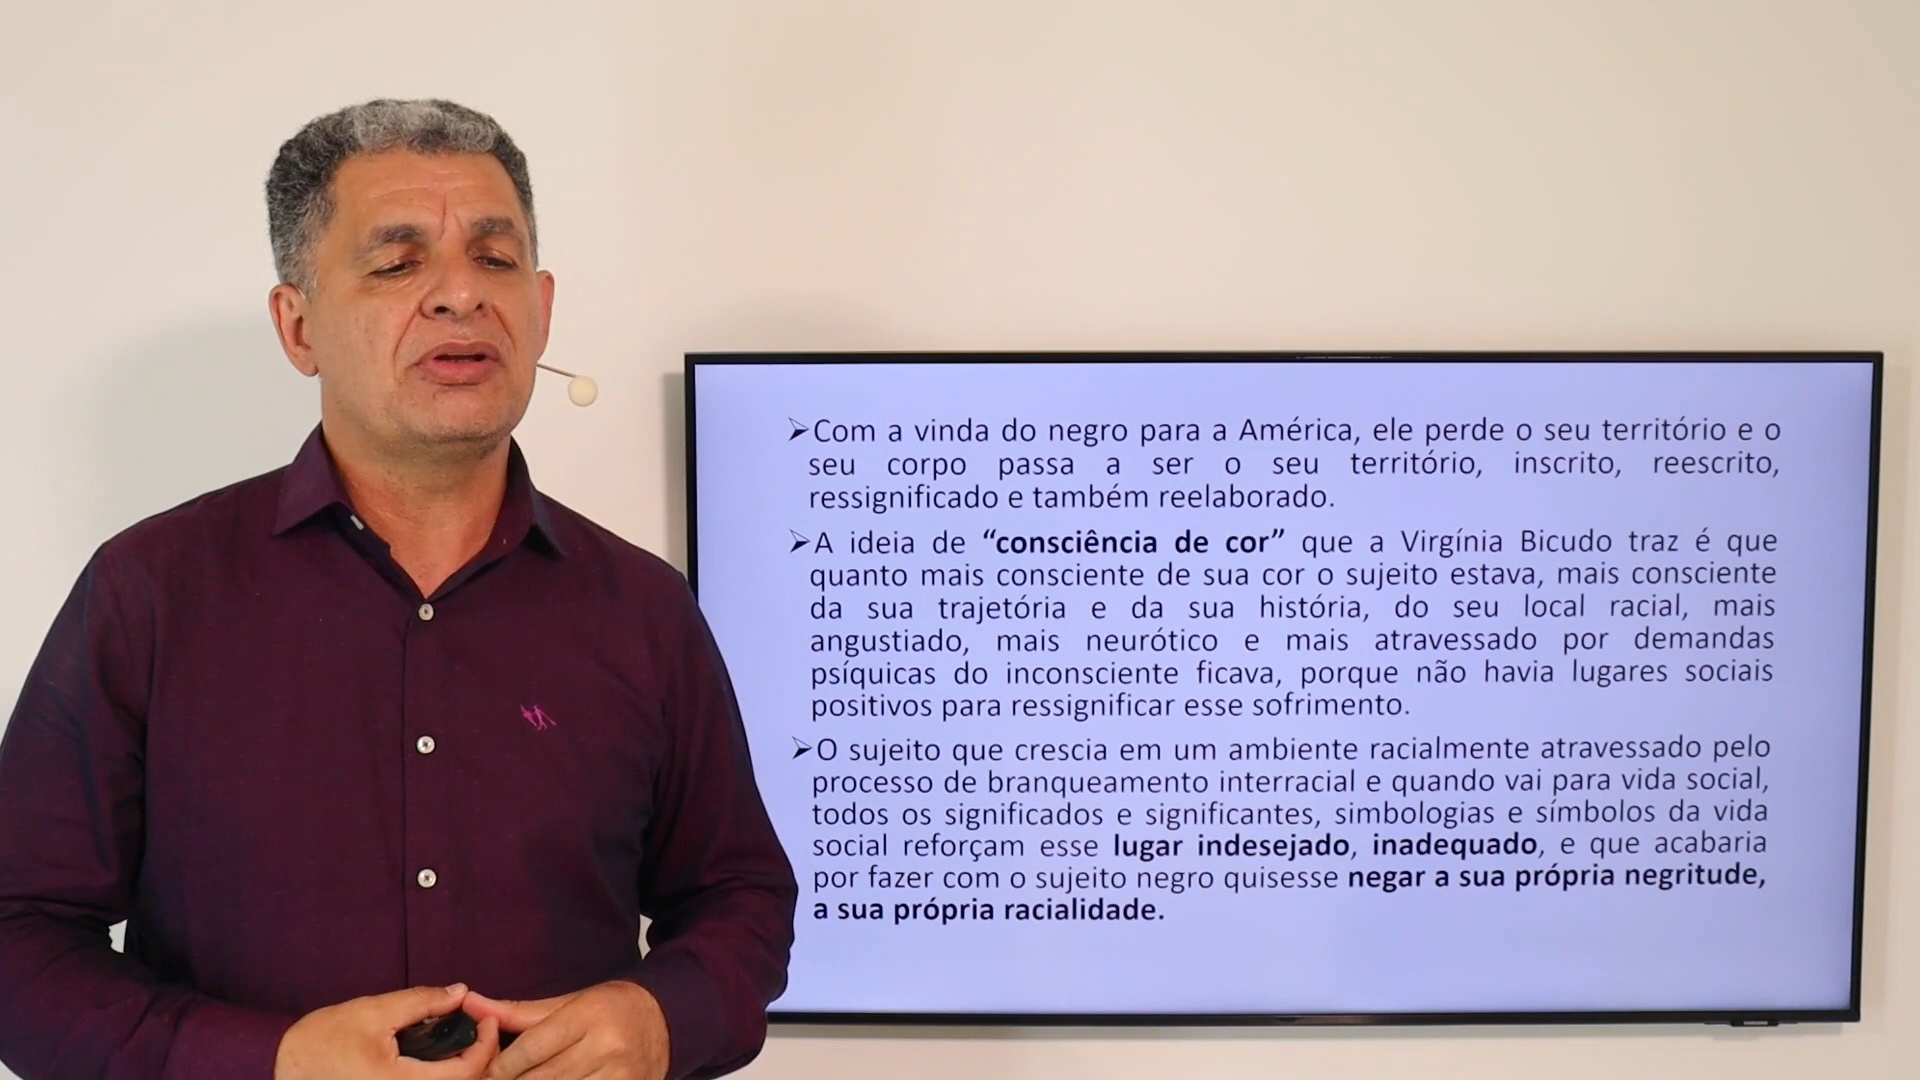 ➢Com a vinda do negro para a América, ele perde o seu território e o
seu corpo passa a ser o seu território, inscrito, reescrito,
ressignificado e também reelaborado.
➢A ideia de “consciência de cor” que a Virgínia Bicudo traz é que
quanto mais consciente de sua cor o sujeito estava, mais consciente
da sua trajetória e da sua história, do seu local racial, mais
angustiado, mais neurótico e mais atravessado por demandas
psíquicas do inconsciente ficava, porque não havia lugares sociais
positivos para ressignificar esse sofrimento.
➢O sujeito que crescia em um ambiente racialmente atravessado pelo
processo de branqueamento interracial e quando vai para vida social,
todos os significados e significantes, simbologias e símbolos da vida
social reforçam esse lugar indesejado, inadequado, e que acabaria
por fazer com o sujeito negro quisesse negar a sua própria negritude,
a sua própria racialidade.
SAMSUNG